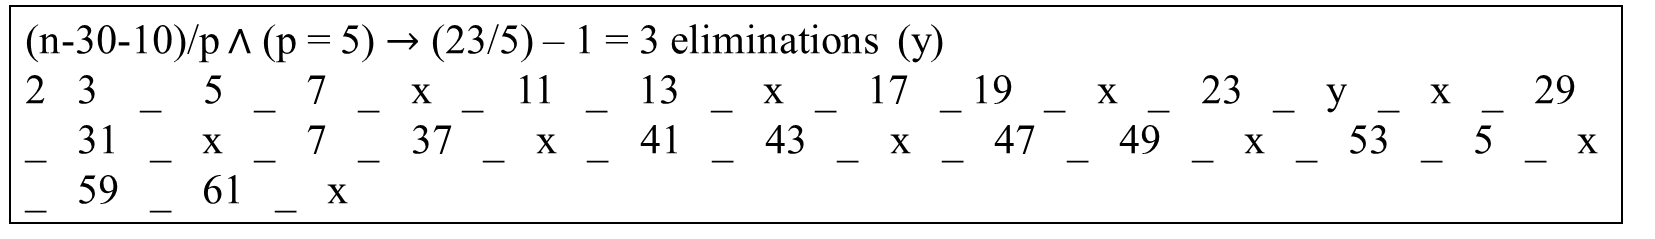 (n-30-10)/p ∧ (p = 5) → (23/5) – 1 = 3 eliminations (y)
2 3 _ 5 _ 7 _ x _ 11 _ 13 _ x _ 17 _ 19 _ x _ 23 _ y _ x _ 29
_ 31 _ x _ 7 _ 37 _ x _ 41 _ 43 _ x _ 47 _ 49 _ x _ 53 _ 5 _ x
_ 59 _ 61 _ x